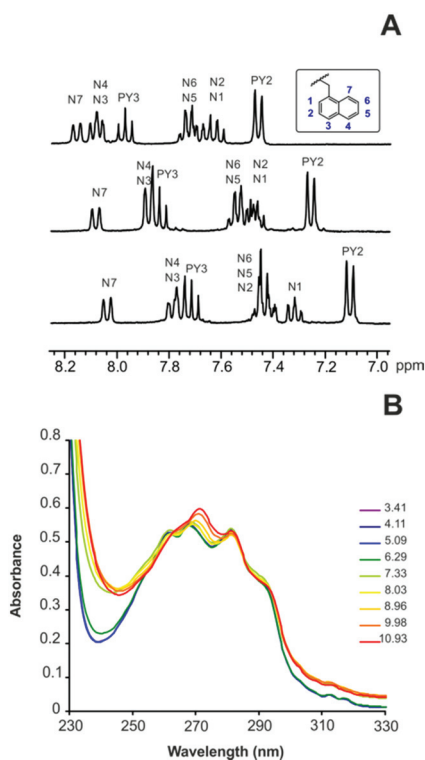 A
N7
N4
N3
PY3
N6
N5
N2
N1
PY2
1
2
3
4
5
6
7
N7
N4
N3
PY3
N6
N5
N2
N1
PY2
N7
N4
N3
PY3
N6
N5
N2
N1
PY2
8.2 8.0 7.8 7.6 7.4 7.2 7.0 ppm
B
Absorbance
0.8
0.7
0.6
0.5
0.4
0.3
0.2
0.1
0
230 250 270 290 310 330
Wavelength (nm)
3.41
4.11
5.09
6.29
7.33
8.03
8.96
9.98
10.93